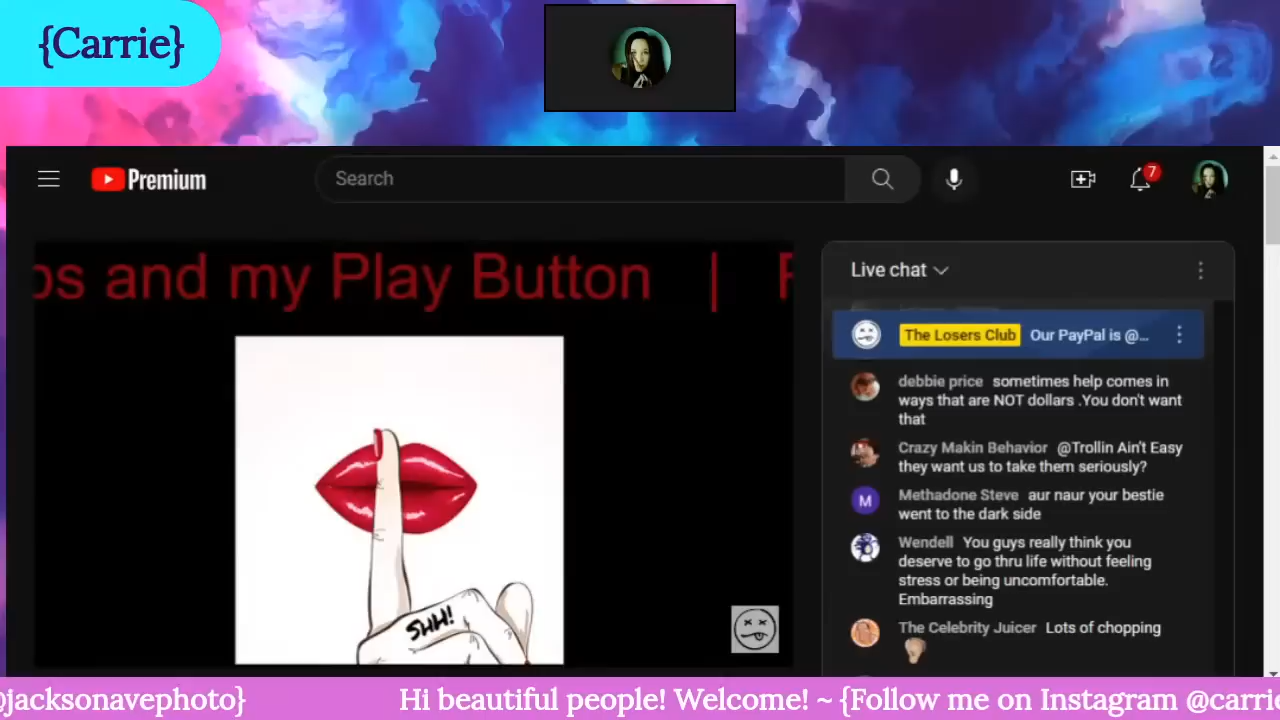 {Carrie}
Premium
Search
7
and my Play Button |
Live chat
The Losers Club Our PayPal is @...
debbie price sometimes help comes in
ways that are NOT dollars .You don't want
that
Crazy Makin Behavior @Trollin Ain't Easy
they want us to take them seriously?
M
Methadone Steve aur naur your bestie
went to the dark side
Wendell You guys really think you
deserve to go thru life without feeling
stress or being uncomfortable.
Embarrassing
The Celebrity Juicer Lots of chopping
SHH!
@jacksonavephoto} Hi beautiful people! Welcome! ~ {Follow me on Instagram @carrie